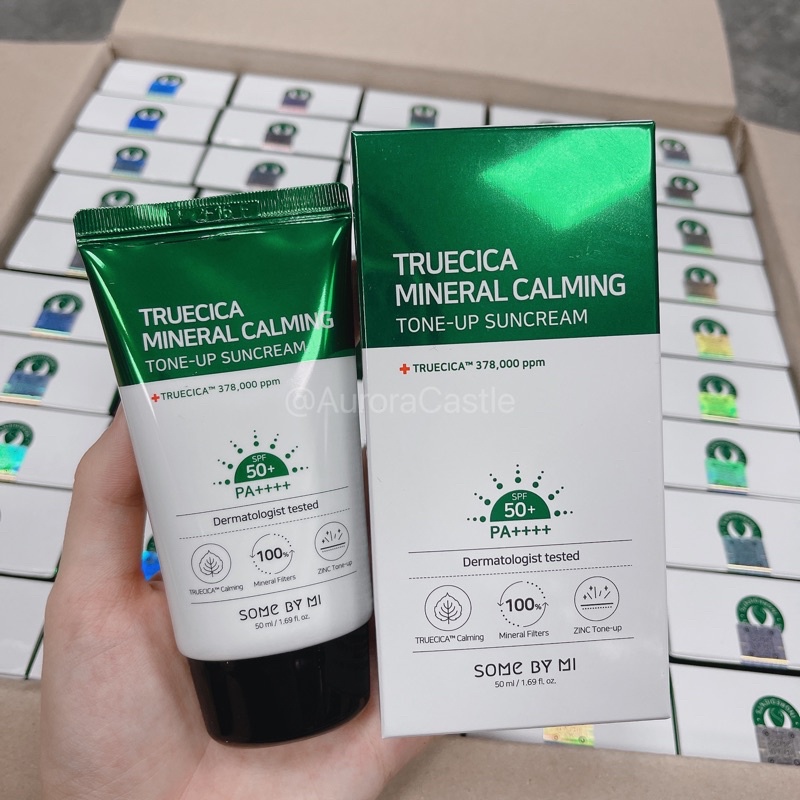 TRUECICA
MINERAL CALMING
TONE-UP SUNCREAM
TRUECICA™ 378,000 ppm
SPF
50+
PA++++
Dermatologist tested
TRUECICA™ Calming
100%
Mineral Filters
ZINC Tone-up
SOME BY MI
50 ml / 1.69 fl. oz.
TRUECICA
MINERAL CALMING
TONE-UP SUNCREAM
TRUECICA™ 378,000 ppm
SPF
50+
PA++++
Dermatologist tested
TRUECICA™ Calming
100%
Mineral Filters
ZINC Tone-up
SOME BY MI
50 ml / 1.69 fl. oz.
@AuroraCastle